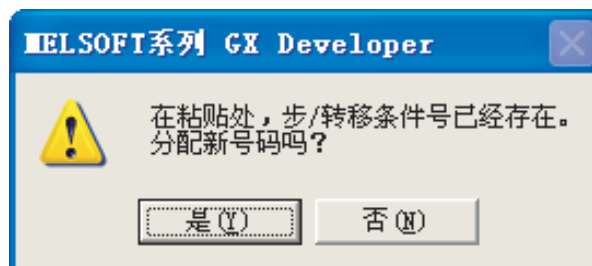 MELSOFT系列 GX Developer
在粘贴处，步/转移条件号已经存在。
分配新号码吗?
是(Y) 否(N)